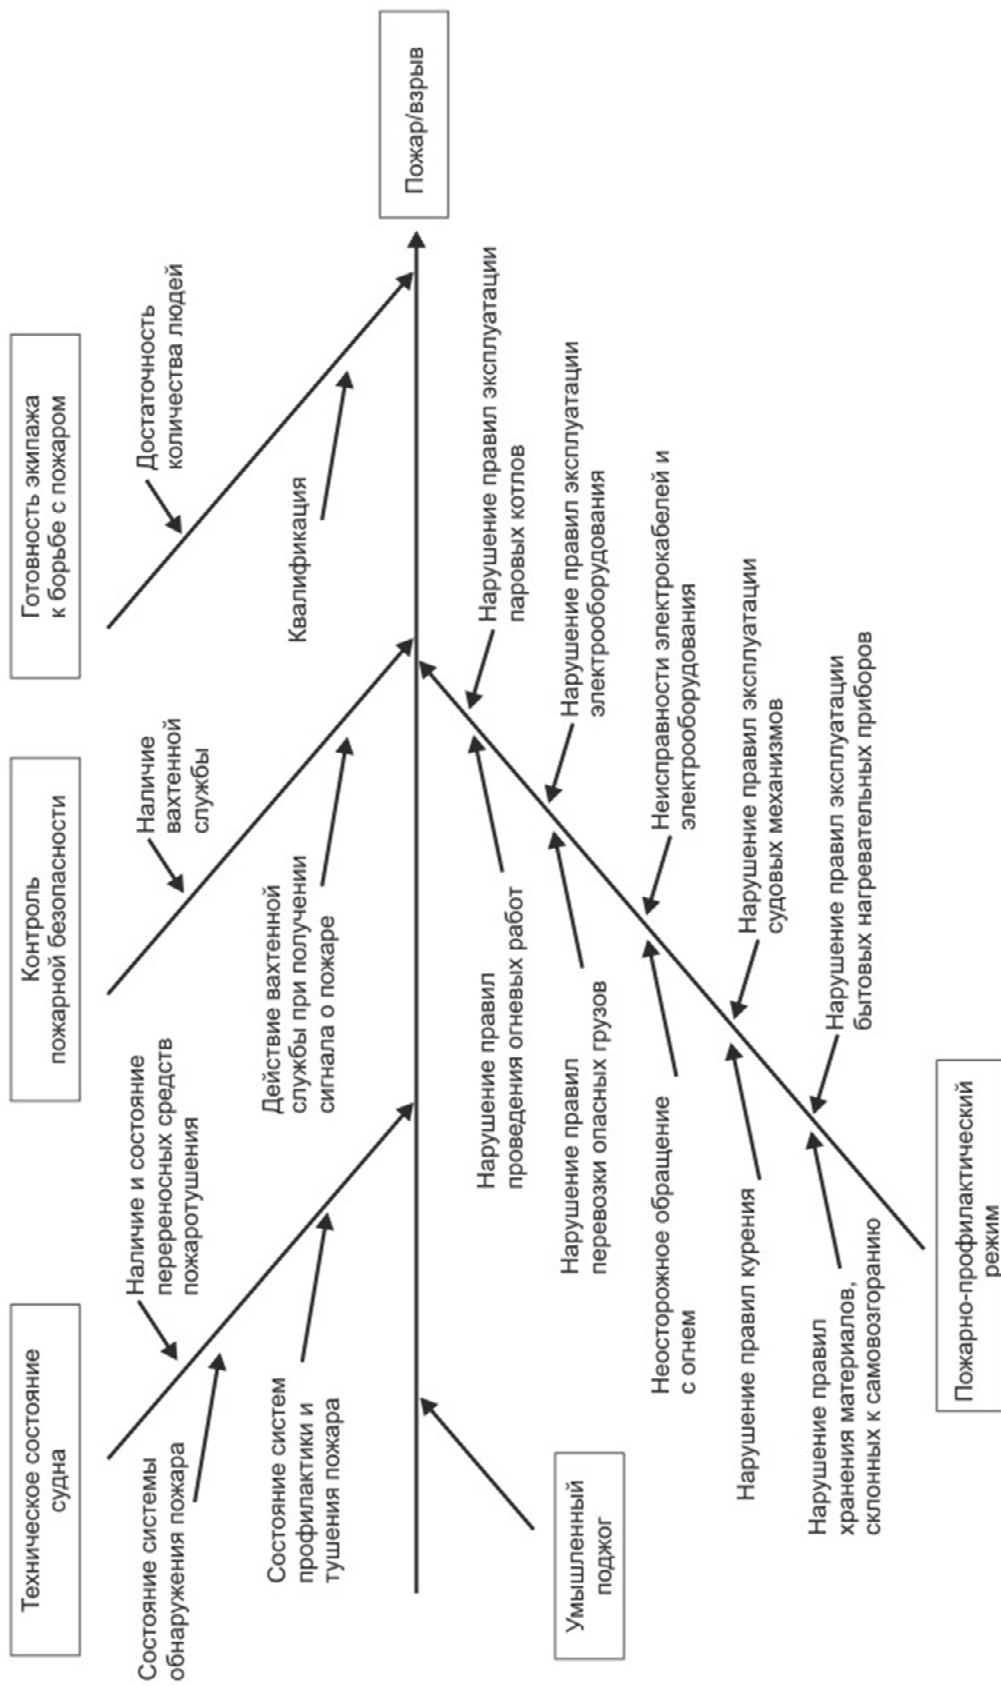 Техническое состояние
судна
Контроль
пожарной безопасности
Готовность экипажа
к борьбе с пожаром
Состояние системы
обнаружения пожара
Наличие и состояние
перереносных средств
пожаротушения
Состояние систем
профилактики и
тушения пожара
Наличие
вахтенной
службы
Действие вахтенной
службы при получении
сигнала о пожаре
Достаточность
количества людей
Квалификация
Пожар/взрыв
Умышленный
поджог
Нарушение правил
проведения огневых работ
Нарушение правил эксплуатации
паровых котлов
Нарушение правил
перевозки опасных грузов
Нарушение правил эксплуатации
электрооборудования
Неосторожное обращение
с огнем
Неисправности электрокабелей и
электрооборудования
Нарушение правил курения
Нарушение правил эксплуатации
судовых механизмов
Нарушение правил
хранения материалов,
склонных к самовозгоранию
Нарушение правил эксплуатации
бытовых нагревательных приборов
Пожарно-профилактический
режим